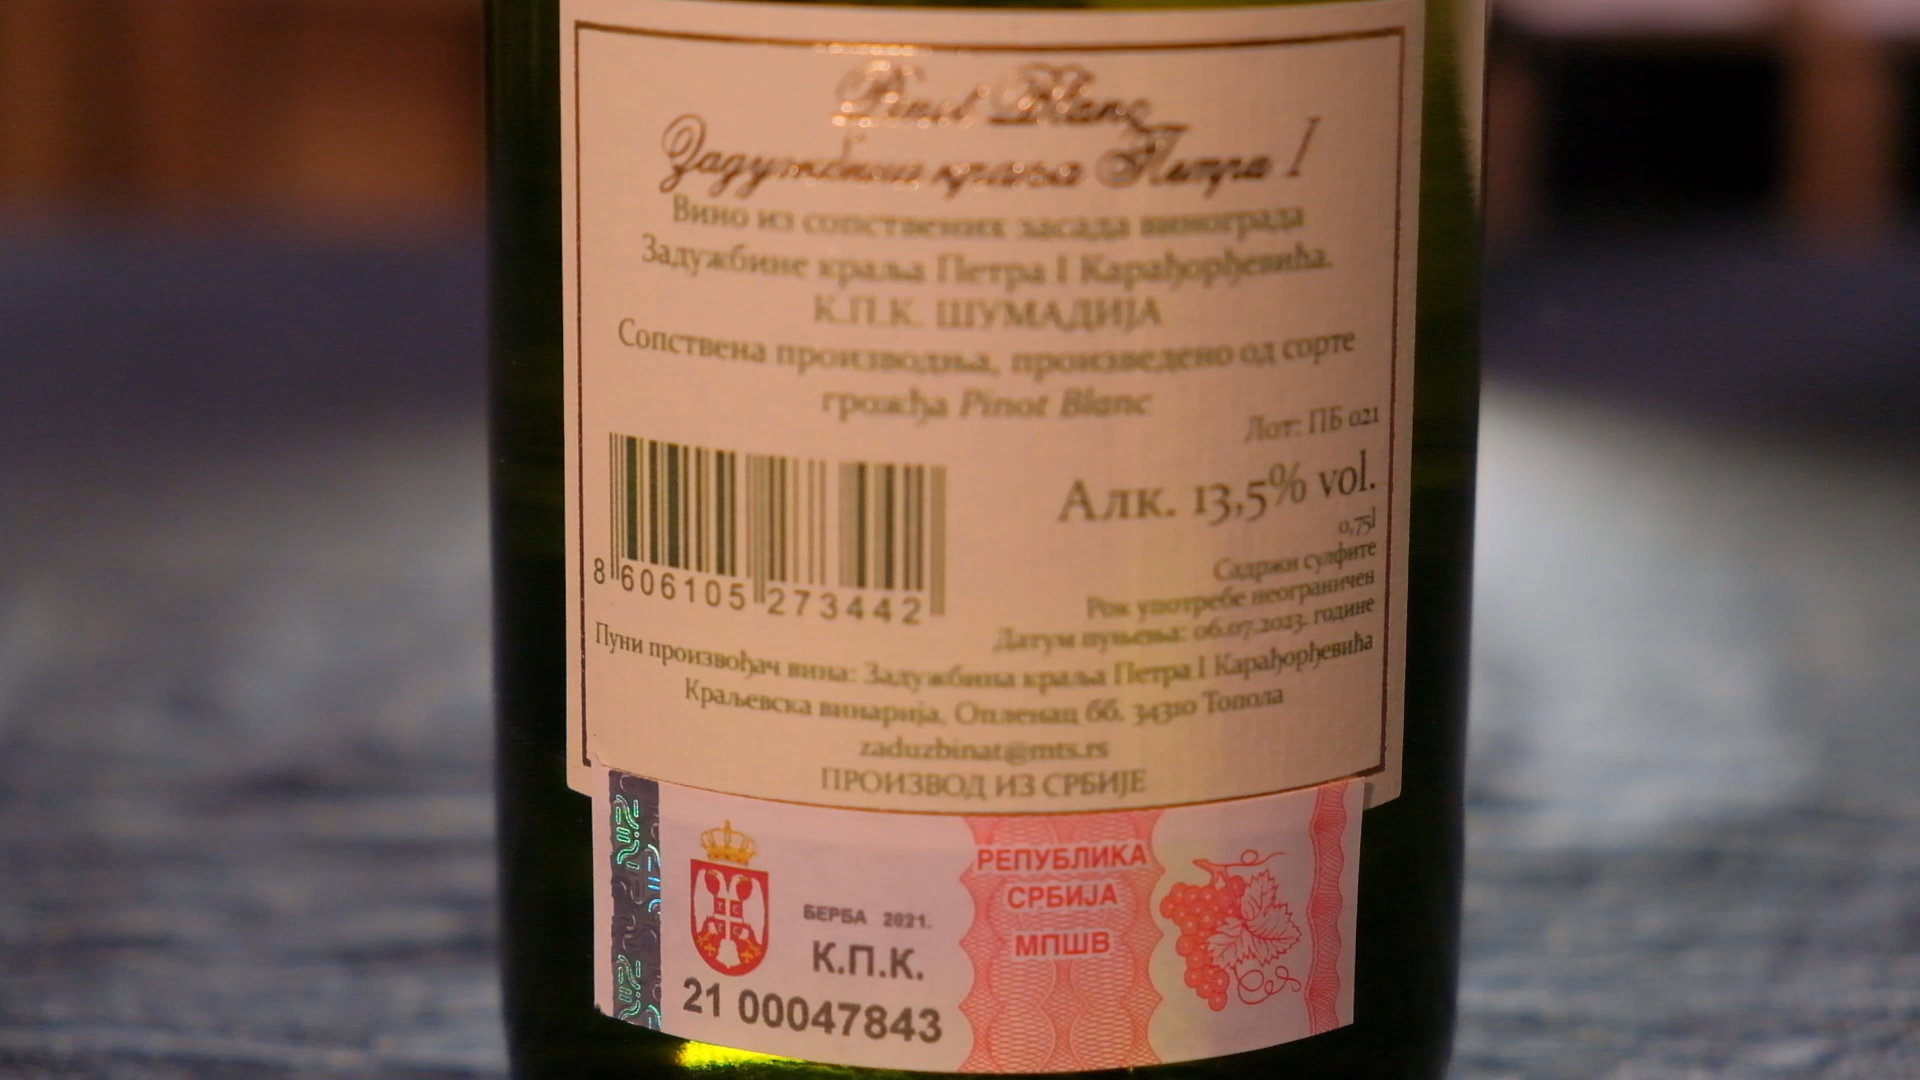 Pinot Blanc
Задужбина краља Петра I
Вино из сопствених засада винограда
Задужбине краља Петра I Карађорђевића.
К.П.К. ШУМАДИЈА
Сопствена производња, произведено од сорте
грожђа Pinot Blanc
Лот: ПБ 021
Алк. 13,5% vol.
0,75l
Садржи сулфите
Рок употребе неограничен
Датум пуњења: 06.07.2023. године
8 606105 273442
Пуни произвођач вина: Задужбина краља Петра I Карађорђевића
Краљевска винарија, Опленац бб, 34310 Топола
zaduzbinat@mts.rs
ПРОИЗВОД ИЗ СРБИЈЕ
БЕРБА 2021.
К.П.К.
21 00047843
РЕПУБЛИКА
СРБИЈА
МПШВ